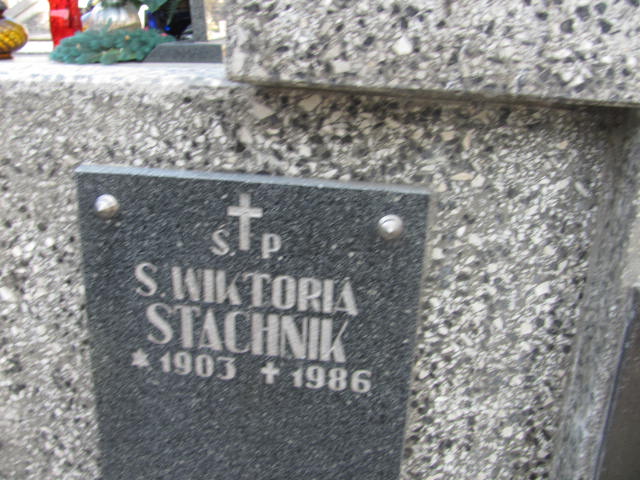 Ś. P.
S. WIKTORIA
STACHNIK
* 1903 ✝ 1986